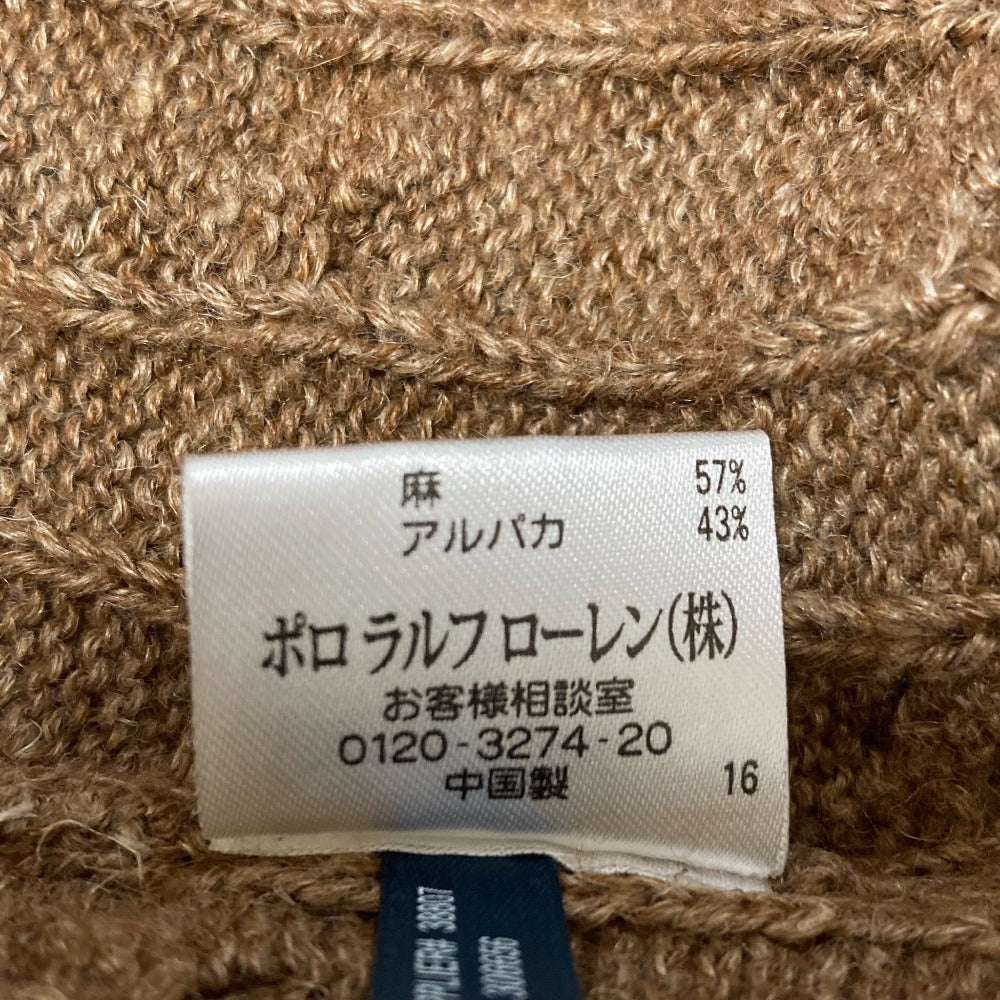 麻 57%
アルパカ 43%
ポロ ラルフ ローレン(株)
お客様相談室
0120-3274-20
中国製 16
38807